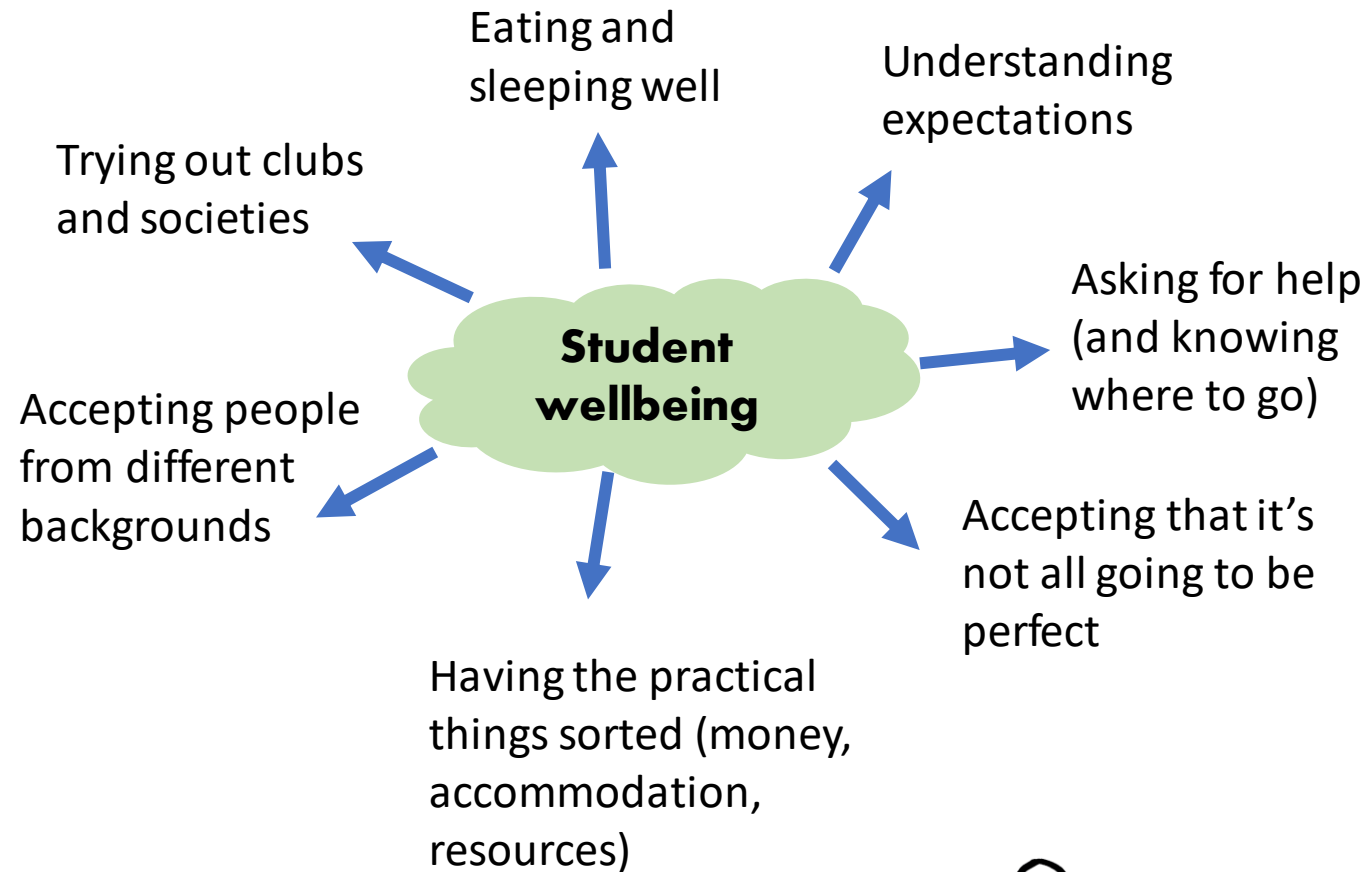 Eating and
sleeping well
Understanding
expectations
Trying out clubs
and societies
Asking for help
(and knowing
where to go)
Student
wellbeing
Accepting people
from different
backgrounds
Accepting that it’s
not all going to be
perfect
Having the practical
things sorted (money,
accommodation,
resources)